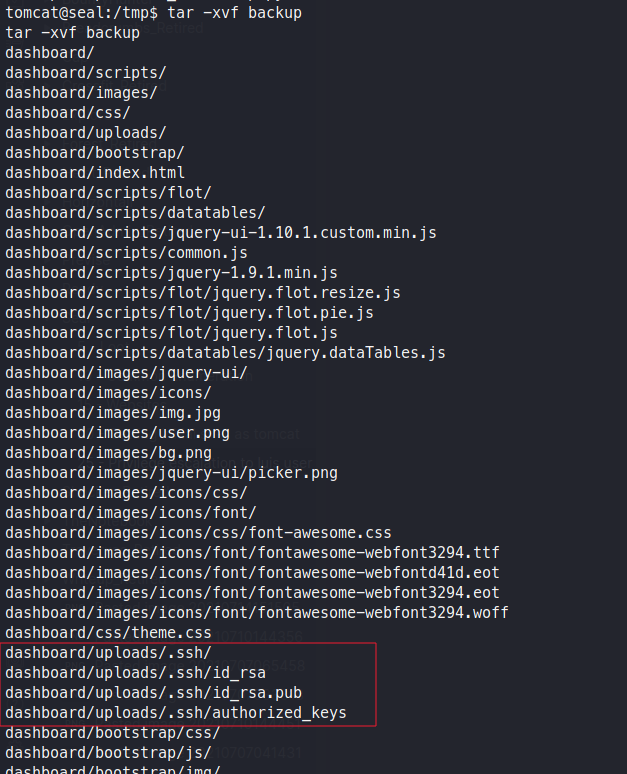 tomcat@seal:/tmp$ tar -xvf backup
tar -xvf backup
dashboard/
dashboard/scripts/
dashboard/images/
dashboard/css/
dashboard/uploads/
dashboard/bootstrap/
dashboard/index.html
dashboard/scripts/flot/
dashboard/scripts/datatables/
dashboard/scripts/jquery-ui-1.10.1.custom.min.js
dashboard/scripts/common.js
dashboard/scripts/jquery-1.9.1.min.js
dashboard/scripts/flot/jquery.flot.resize.js
dashboard/scripts/flot/jquery.flot.pie.js
dashboard/scripts/flot/jquery.flot.js
dashboard/scripts/datatables/jquery.dataTables.js
dashboard/images/jquery-ui/
dashboard/images/icons/
dashboard/images/img.jpg
dashboard/images/user.png
dashboard/images/bg.png
dashboard/images/jquery-ui/picker.png
dashboard/images/icons/css/
dashboard/images/icons/font/
dashboard/images/icons/css/font-awesome.css
dashboard/images/icons/font/fontawesome-webfont3294.ttf
dashboard/images/icons/font/fontawesome-webfontd41d.eot
dashboard/images/icons/font/fontawesome-webfont3294.eot
dashboard/images/icons/font/fontawesome-webfont3294.woff
dashboard/css/theme.css
dashboard/uploads/.ssh/
dashboard/uploads/.ssh/id_rsa
dashboard/uploads/.ssh/id_rsa.pub
dashboard/uploads/.ssh/authorized_keys
dashboard/bootstrap/css/
dashboard/bootstrap/js/
dashboard/bootstrap/img/